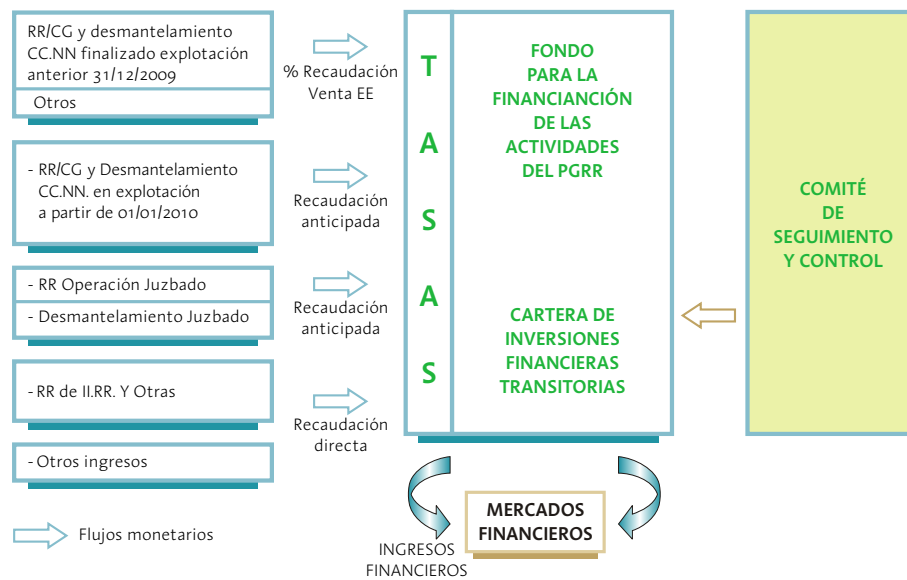 RR/CG y desmantelamiento
CC.NN finalizado explotación
anterior 31/12/2009
Otros
% Recaudación
Venta EE
- RR/CG y Desmantelamiento
CC.NN. en explotación
a partir de 01/01/2010
Recaudación
anticipada
- RR Operación Juzbado
- Desmantelamiento Juzbado
Recaudación
anticipada
- RR de II.RR. Y Otras
Recaudación
directa
- Otros ingresos
Flujos monetarios
T
A
S
A
S
FONDO
PARA LA
FINANCIANCIÓN
DE LAS
ACTIVIDADES
DEL PGRR
CARTERA DE
INVERSIONES
FINANCIERAS
TRANSITORIAS
COMITÉ
DE
SEGUIMIENTO
Y CONTROL
MERCADOS
FINANCIEROS
INGRESOS
FINANCIEROS